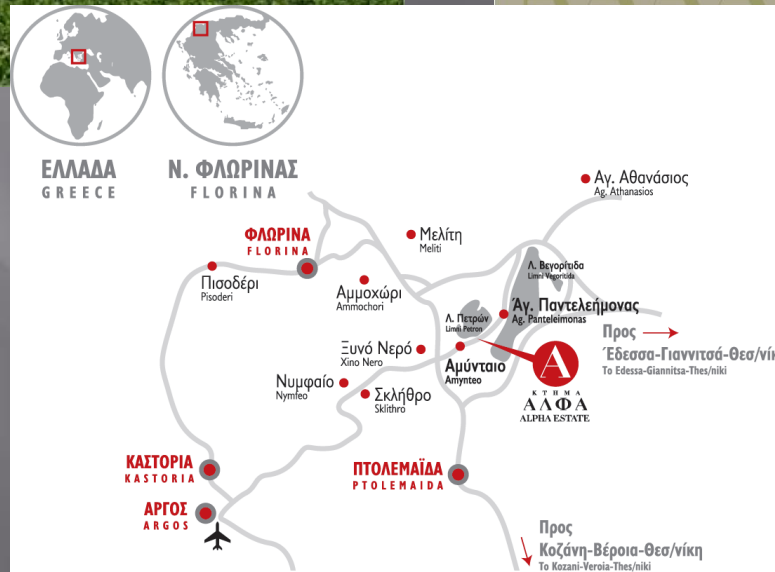 ΕΛΛΑΔΑ
GREECE
Ν. ΦΛΩΡΙΝΑΣ
FLORINA
Αγ. Αθανάσιος
Ag. Athanasios
ΦΛΩΡΙΝΑ
FLORINA
Μελίτη
Meliti
Πισοδέρι
Pisoderi
Αμμοχώρι
Ammochori
Λ. Βεγορίτιδα
Limni Vegoritida
Λ. Πετρών
Limni Petron
Άγ. Παντελεήμονας
Ag. Panteleimonas
Προς
Έδεσσα-Γιαννιτσά-Θεσ/νίκ
To Edessa-Giannitsa-Thes/niki
Ξυνό Νερό
Xino Nero
Αμύνταιο
Amynteo
Νυμφαίο
Nymfeo
Σκλήθρο
Sklithro
Α
ΚΤΗΜΑ
ΑΛΦΑ
ALPHA ESTATE
ΚΑΣΤΟΡΙΑ
KASTORIA
ΠΤΟΛΕΜΑΪΔΑ
PTOLEMAIDA
ΑΡΓΟΣ
ARGOS
Προς
Κοζάνη-Βέροια-Θεσ/νίκη
To Kozani-Veroia-Thes/niki